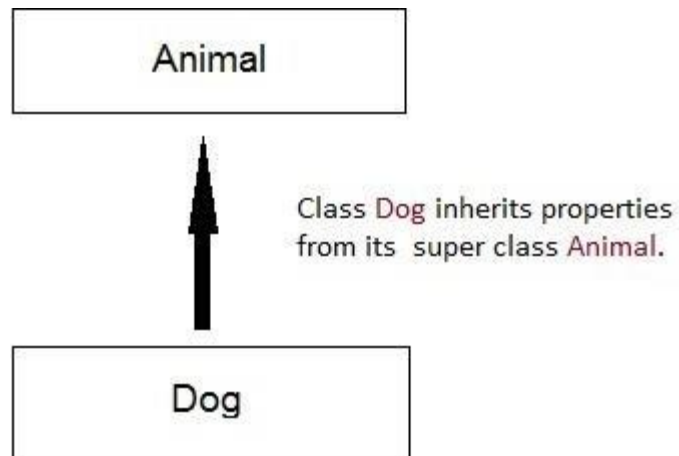 Animal
Class Dog inherits properties
from its super class Animal.
Dog